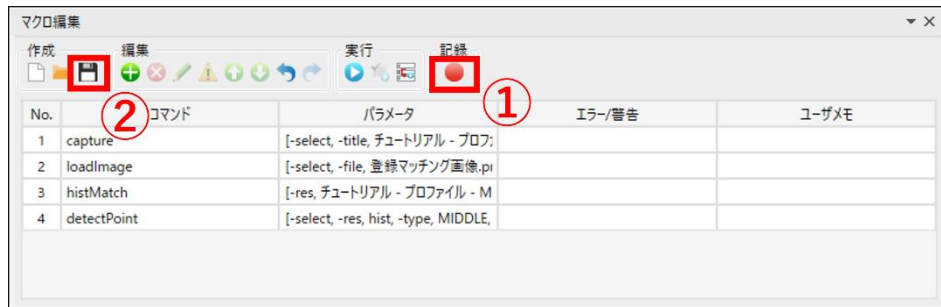 マクロ編集
作成 編集 実行 記録
① ②
No. コマンド パラメータ エラー/警告 ユーザメモ
1 capture [-select, -title, チュートリアル - プロフ
2 loadImage [-select, -file, 登録マッチング画像.pr
3 histMatch [-res, チュートリアル - プロファイル - M
4 detectPoint [-select, -res, hist, -type, MIDDLE,